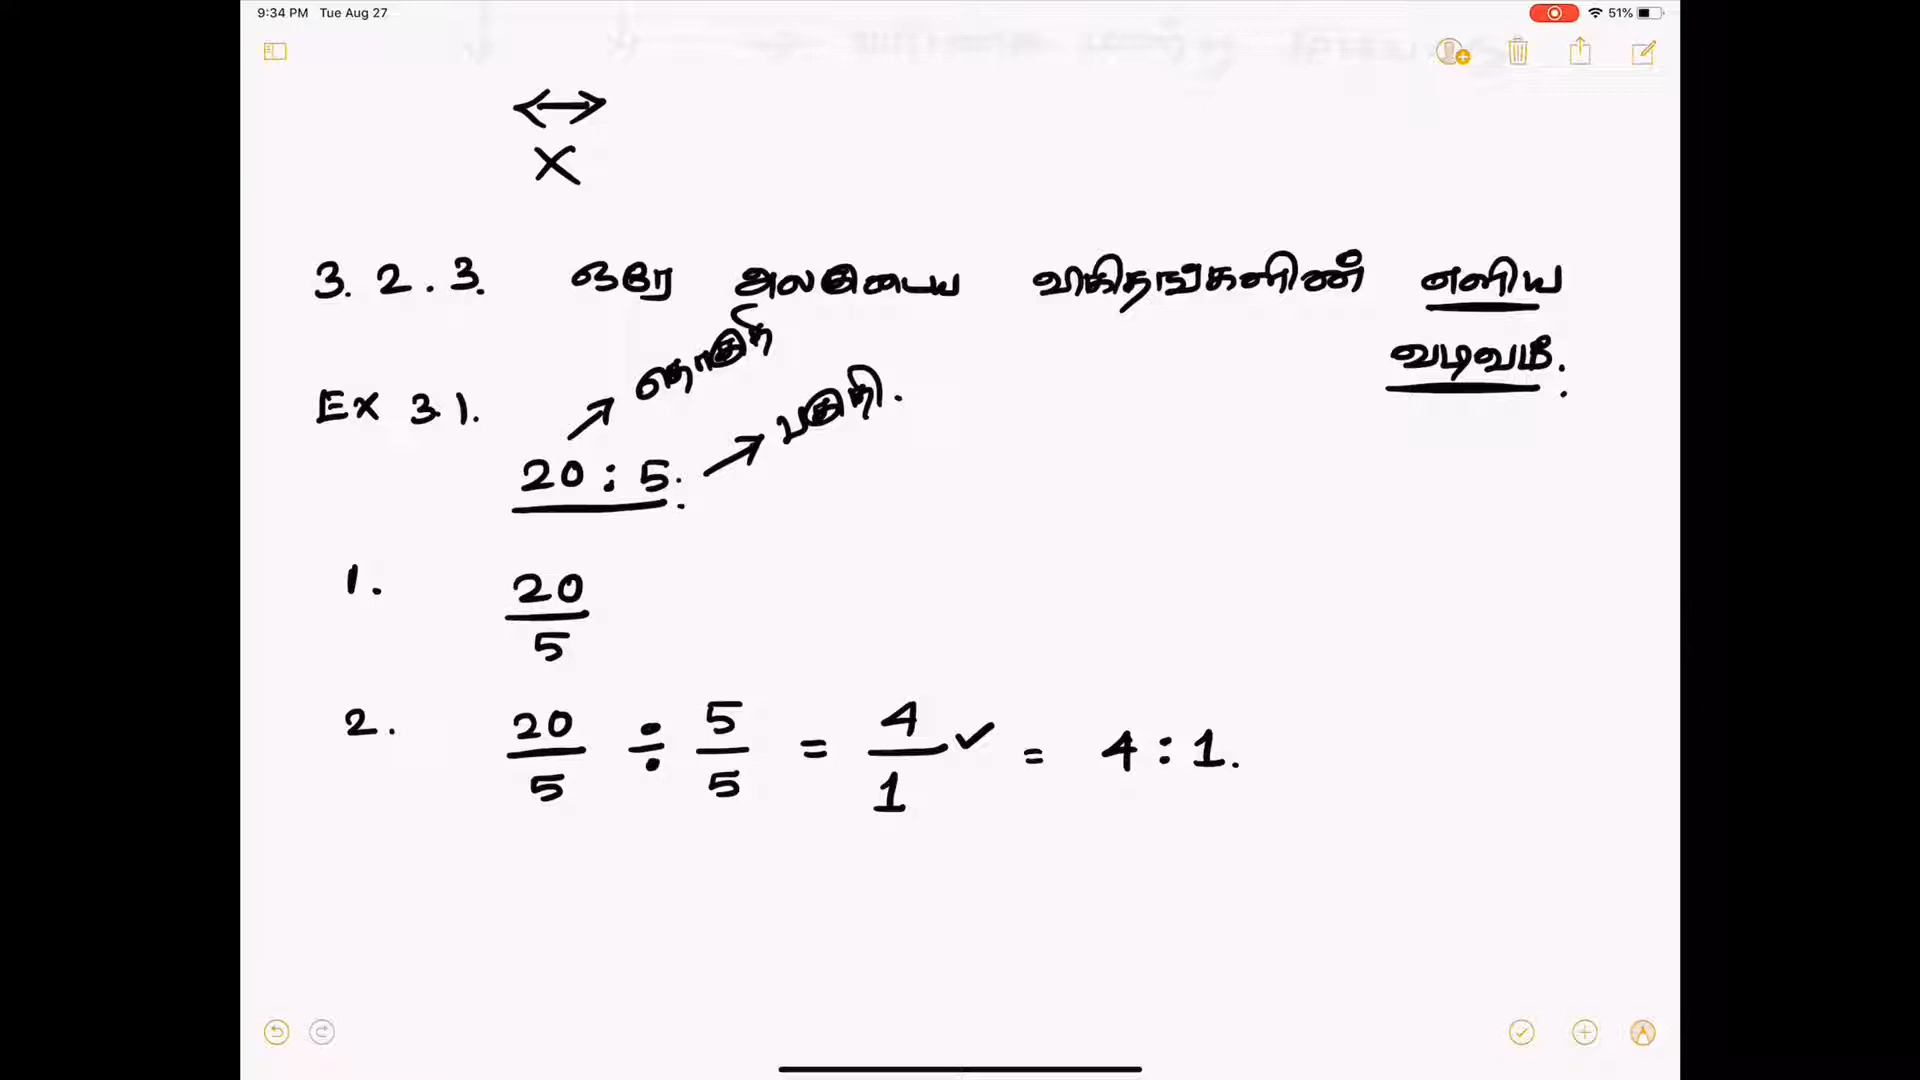 9:34 PM Tue Aug 27
51%
X
3.2.3. ஒரே அலகுடைய விகிதங்களின் எளிய
வடிவம்.
தொகுதி
Ex 3.1.
பகுதி.
20 : 5.
1. 20/5
2. 20/5 ÷ 5/5 = 4/1 ✓ = 4 : 1.